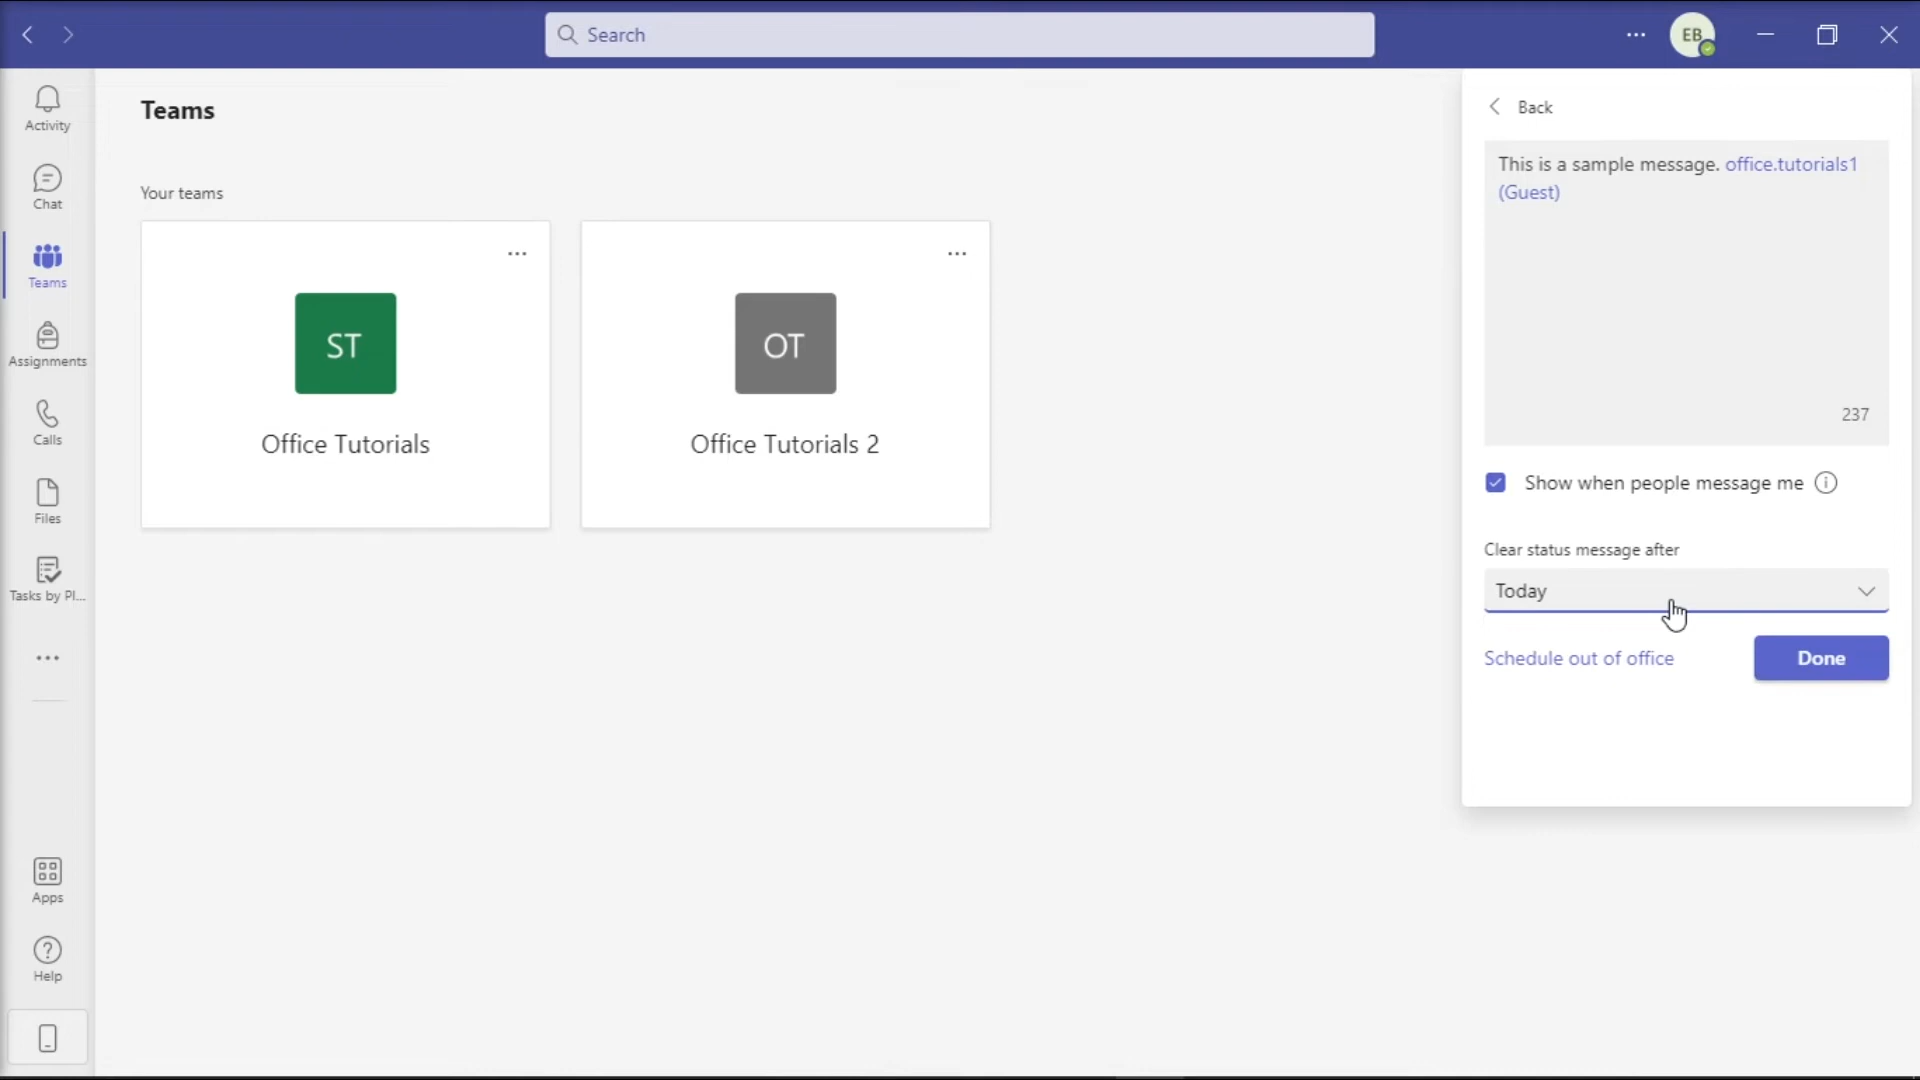 Search
EB
Activity
Chat
Teams
Assignments
Calls
Files
Tasks by Pl...
Apps
Help
Teams
Your teams
ST
Office Tutorials
OT
Office Tutorials 2
Back
This is a sample message. office.tutorials1
(Guest)
237
Show when people message me
Clear status message after
Today
Schedule out of office
Done